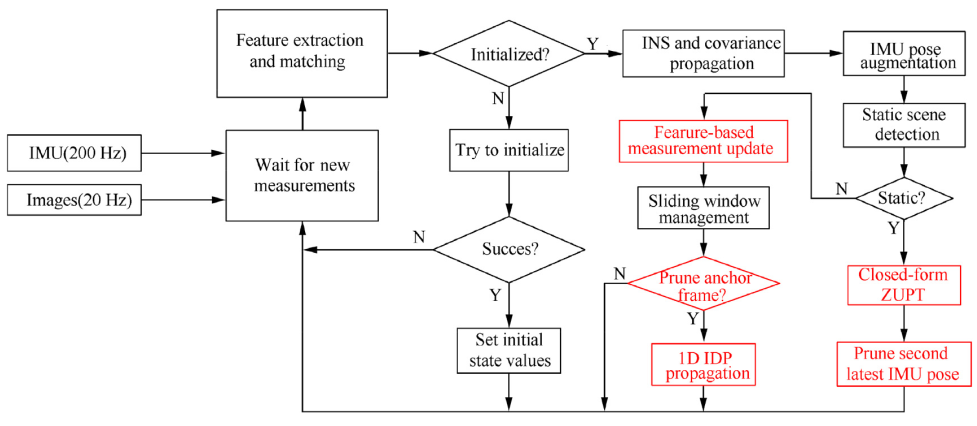 Feature extraction
and matching
Initialized?
Y
INS and covariance
propagation
IMU pose
augmentation
N
Static scene
detection
IMU(200 Hz)
Images(20 Hz)
Wait for new
measurements
Try to initialize
Fearure-based
measurement update
Sliding window
management
N
Static?
Y
N
Succes?
Y
N
Prune anchor
frame?
Y
Closed-form
ZUPT
Set initial
state values
1D IDP
propagation
Prune second
latest IMU pose